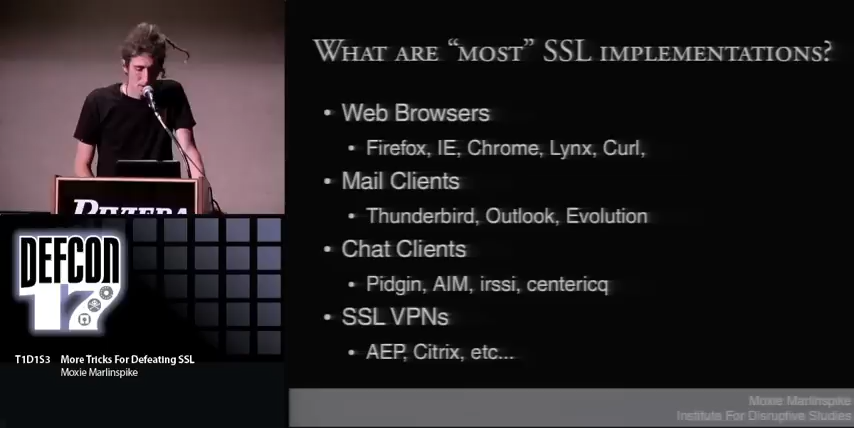 WHAT ARE “MOST” SSL IMPLEMENTATIONS?
• Web Browsers
• Firefox, IE, Chrome, Lynx, Curl,
• Mail Clients
• Thunderbird, Outlook, Evolution
• Chat Clients
• Pidgin, AIM, irssi, centericq
• SSL VPNs
• AEP, Citrix, etc...
Moxie Marlinspike
Institute For Disruptive Studies
RIVIERA
DEFCON
17
T1D1S3 More Tricks For Defeating SSL
Moxie Marlinspike